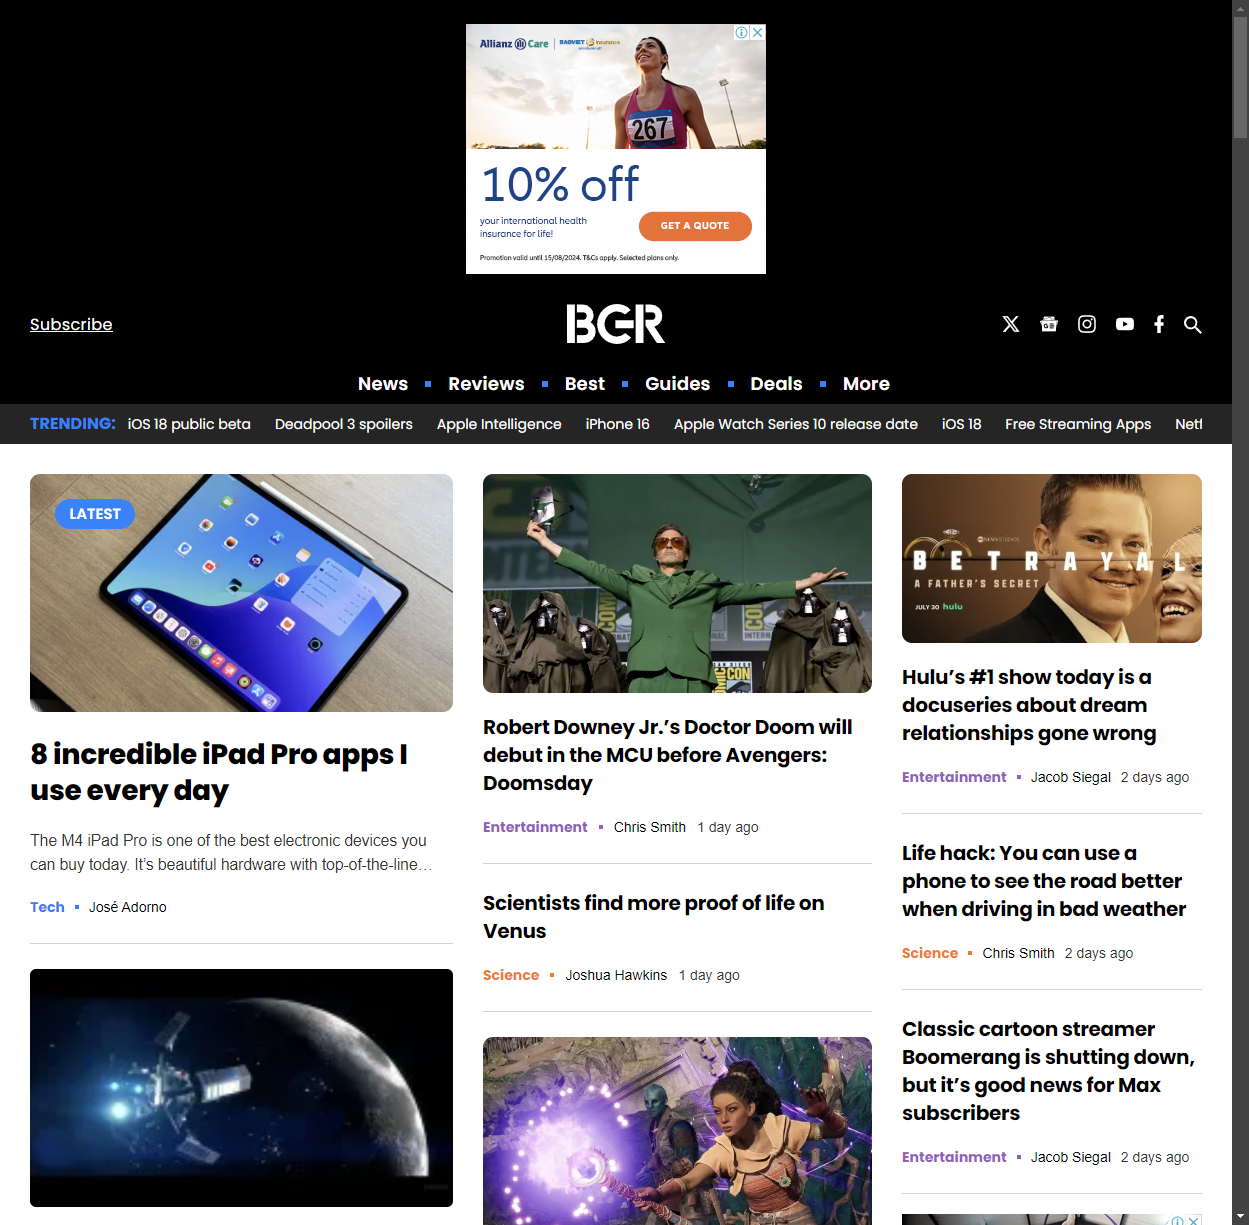 Allianz Care | BAOVIET Insurance
267
10% off
your international health
insurance for life!
GET A QUOTE
Promotion valid until 15/08/2024. T&Cs apply. Selected plans only.
Subscribe
BGR
News Reviews Best Guides Deals More
TRENDING: iOS 18 public beta Deadpool 3 spoilers Apple Intelligence iPhone 16 Apple Watch Series 10 release date iOS 18 Free Streaming Apps Netf
LATEST
8 incredible iPad Pro apps I
use every day
The M4 iPad Pro is one of the best electronic devices you
can buy today. It’s beautiful hardware with top-of-the-line…
Tech José Adorno
SAN DIEGO
COMIC CON
INTERNATIONAL
Robert Downey Jr.’s Doctor Doom will
debut in the MCU before Avengers:
Doomsday
Entertainment Chris Smith 1 day ago
Scientists find more proof of life on
Venus
Science Joshua Hawkins 1 day ago
abc NEWS STUDIOS
BETRAYAL
A FATHER'S SECRET
JULY 30 hulu
Hulu’s #1 show today is a
docuseries about dream
relationships gone wrong
Entertainment Jacob Siegal 2 days ago
Life hack: You can use a
phone to see the road better
when driving in bad weather
Science Chris Smith 2 days ago
Classic cartoon streamer
Boomerang is shutting down,
but it’s good news for Max
subscribers
Entertainment Jacob Siegal 2 days ago